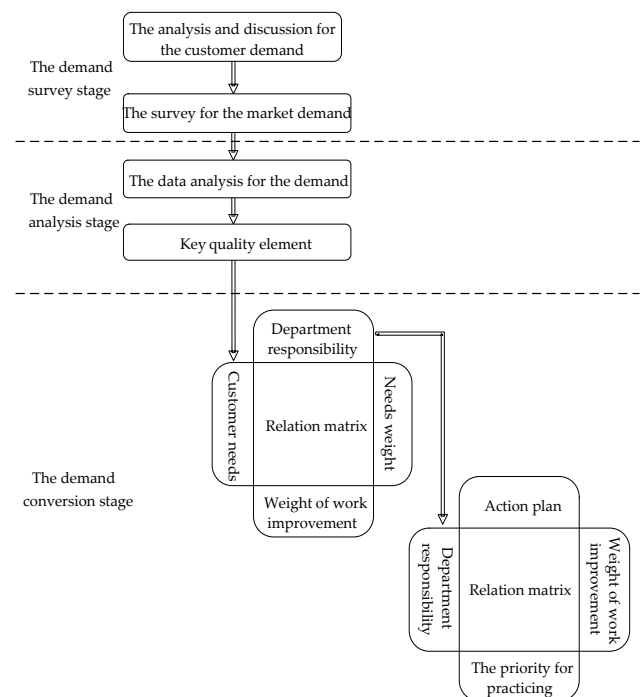 The analysis and discussion for
the customer demand
The demand
survey stage
The survey for the market demand
The data analysis for the demand
The demand
analysis stage
Key quality element
Department
responsibility
Customer needs
Relation matrix
Needs weight
Weight of work
improvement
The demand
conversion stage
Action plan
Department
responsibility
Relation matrix
Weight of work
improvement
The priority for
practicing